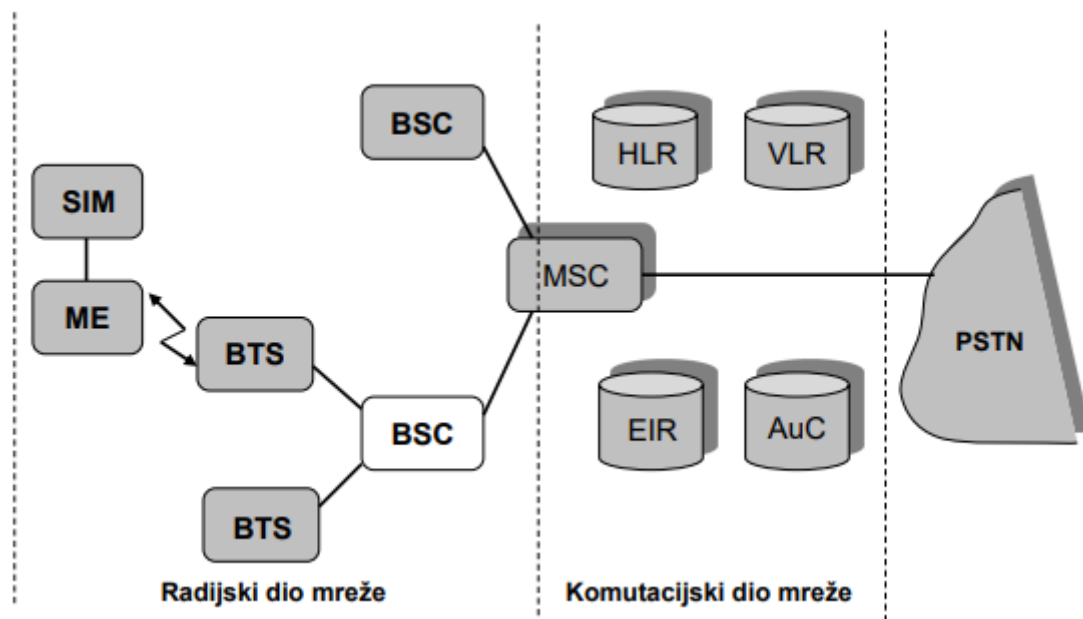 BSC
HLR
VLR
SIM
MSC
ME
BTS
PSTN
BSC
EIR
AuC
BTS
Radijski dio mreže
Komutacijski dio mreže